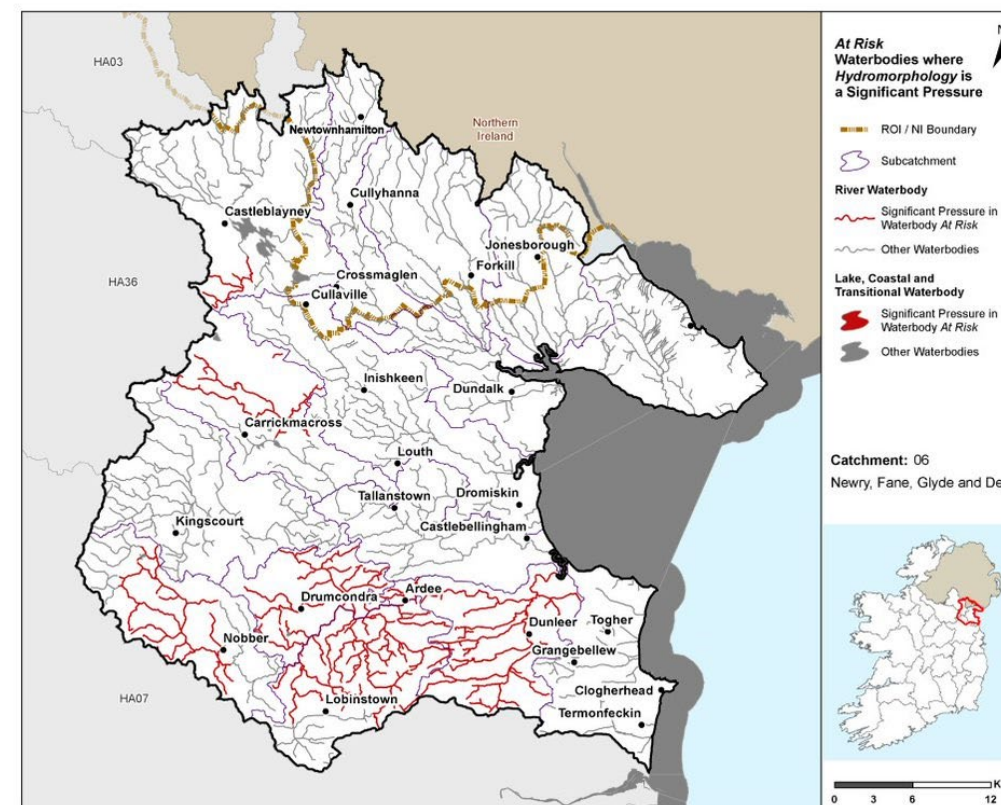 HA03
Newtownhamilton
Northern
Ireland
Cullyhanna
Castleblayney
Jonesborough
Forkill
HA36
Crossmaglen
Cullaville
Inishkeen
Dundalk
Carrickmacross
Louth
Tallanstown
Dromiskin
Castlebellingham
Kingscourt
Ardee
Drumcondra
Dunleer
Togher
Nobber
Grangebellew
HA07
Clogherhead
Lobinstown
Termonfeckin
N
At Risk
Waterbodies where
Hydromorphology is
a Significant Pressure
ROI / NI Boundary
Subcatchment
River Waterbody
Significant Pressure in
Waterbody At Risk
Other Waterbodies
Lake, Coastal and
Transitional Waterbody
Significant Pressure in
Waterbody At Risk
Other Waterbodies
Catchment: 06
Newry, Fane, Glyde and De
K
0 3 6 12